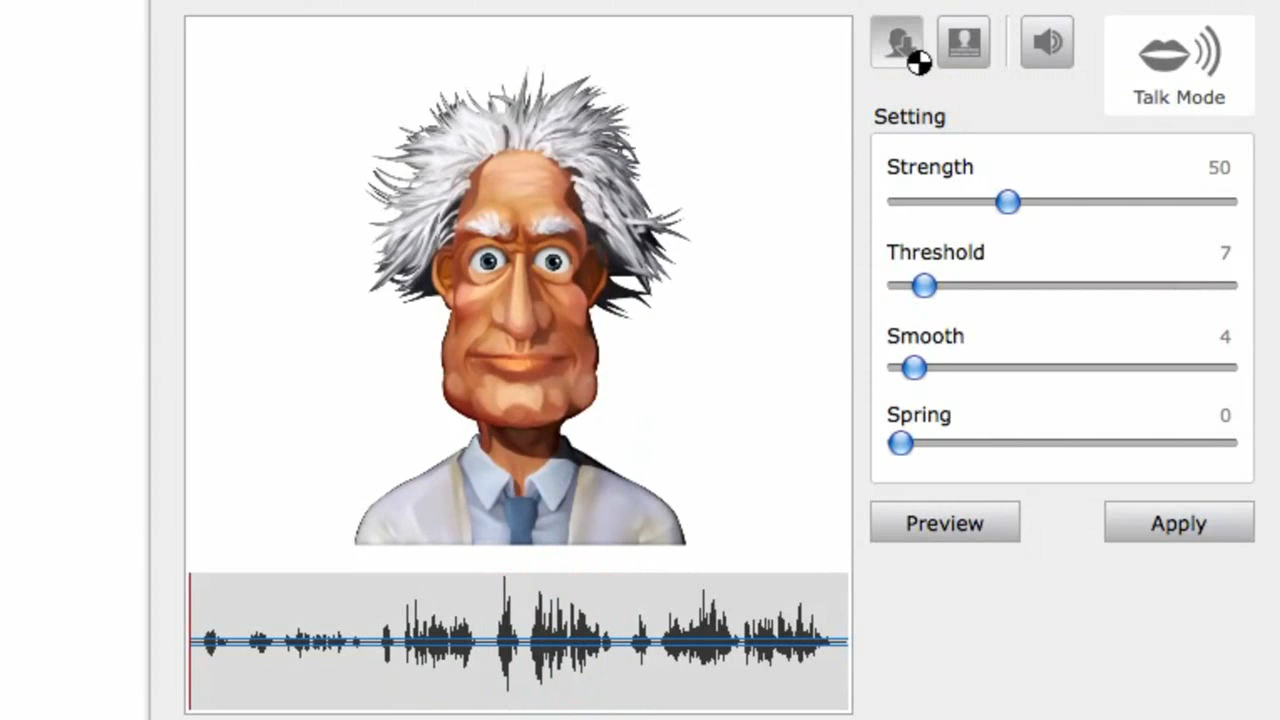 Talk Mode
Setting
Strength 50
Threshold 7
Smooth 4
Spring 0
Preview Apply